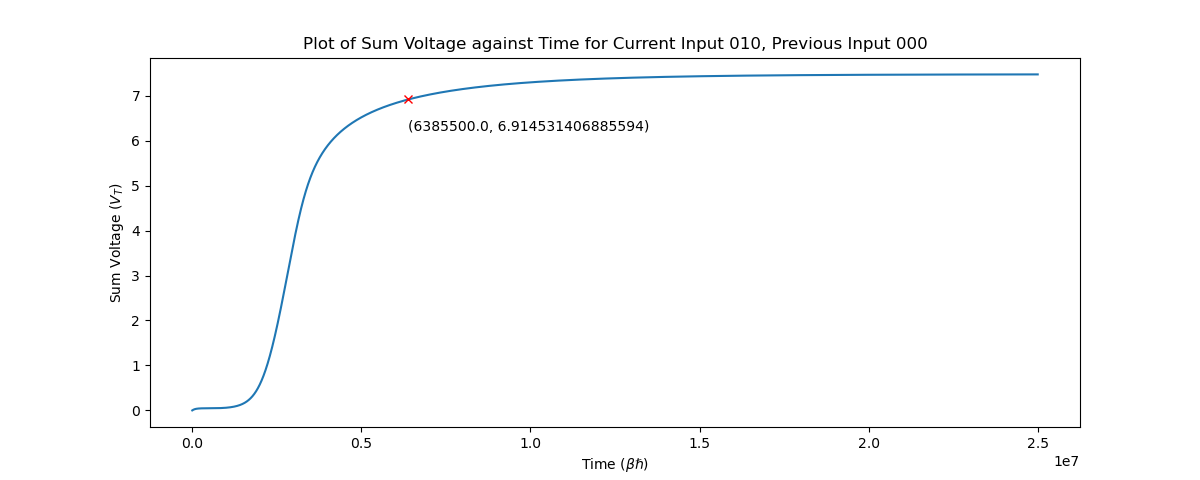 Plot of Sum Voltage against Time for Current Input 010, Previous Input 000
7
6
5
4
3
2
1
0
Sum Voltage (V_T)
(6385500.0, 6.914531406885594)
0.0 0.5 1.0 1.5 2.0 2.5
1e7
Time (βħ)